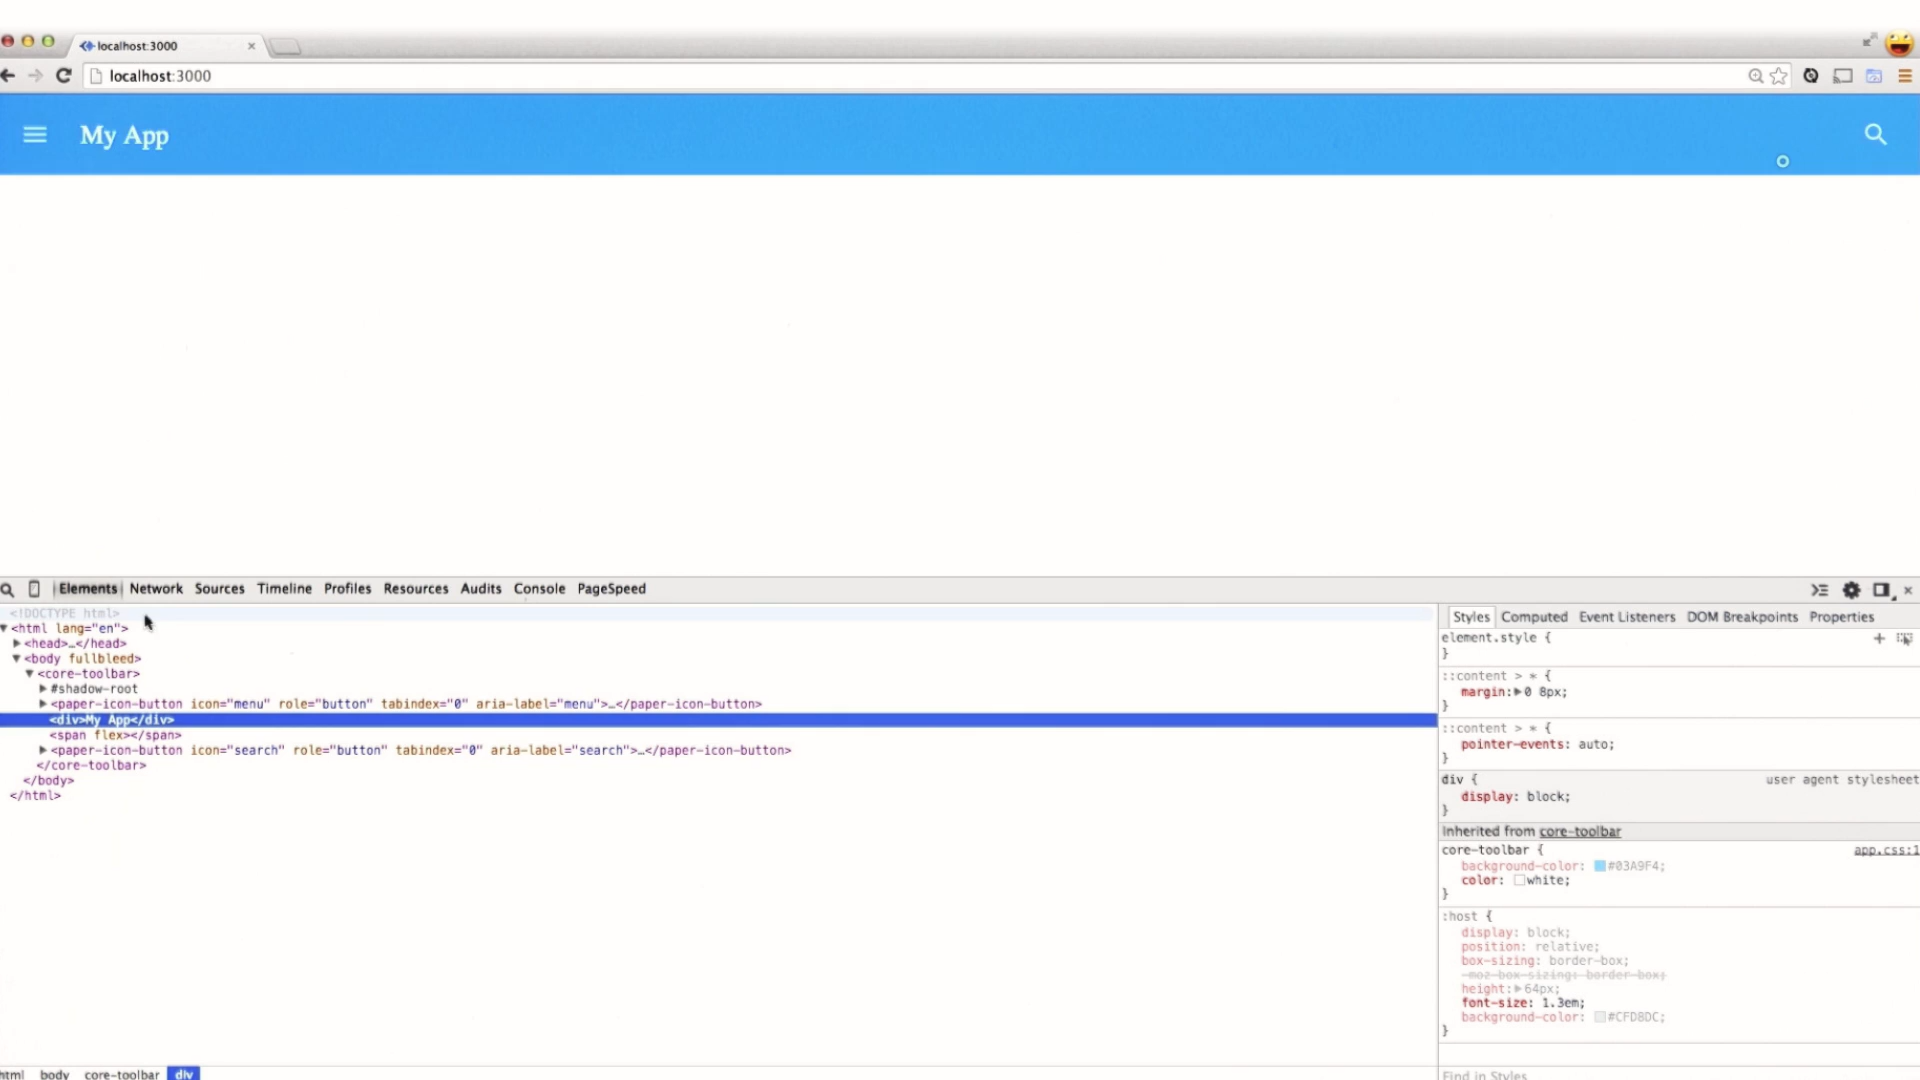 localhost:3000
localhost:3000
My App
Elements Network Sources Timeline Profiles Resources Audits Console PageSpeed
<!DOCTYPE html>
<html lang="en">
<head>…</head>
<body fullbleed>
<core-toolbar>
#shadow-root
<paper-icon-button icon="menu" role="button" tabindex="0" aria-label="menu">…</paper-icon-button>
<div>My App</div>
<span flex></span>
<paper-icon-button icon="search" role="button" tabindex="0" aria-label="search">…</paper-icon-button>
</core-toolbar>
</body>
</html>
html body core-toolbar div
Styles Computed Event Listeners DOM Breakpoints Properties
element.style {
}
::content > * {
margin: 0 8px;
}
::content > * {
pointer-events: auto;
}
div { user agent stylesheet
display: block;
}
Inherited from core-toolbar
core-toolbar { app.css:1
background-color: #03A9F4;
color: white;
}
:host {
display: block;
position: relative;
box-sizing: border-box;
-moz-box-sizing: border-box;
height: 64px;
font-size: 1.3em;
background-color: #CFD8DC;
}
Find in Styles